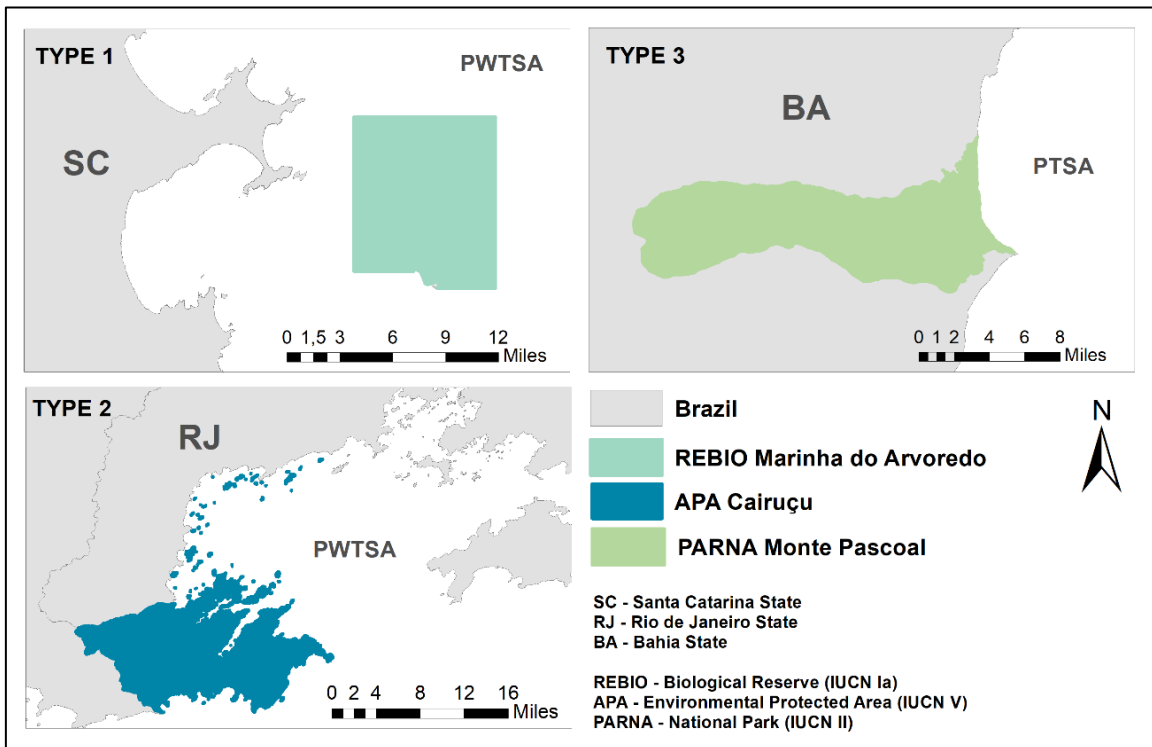 TYPE 1
PWTSA
SC
0 1,5 3 6 9 12
Miles
TYPE 3
BA
PTSA
0 1 2 4 6 8
Miles
TYPE 2
RJ
PWTSA
0 2 4 8 12 16
Miles
Brazil
REBIO Marinha do Arvoredo
APA Cairuçu
PARNA Monte Pascoal
N
SC - Santa Catarina State
RJ - Rio de Janeiro State
BA - Bahia State
REBIO - Biological Reserve (IUCN Ia)
APA - Environmental Protected Area (IUCN V)
PARNA - National Park (IUCN II)